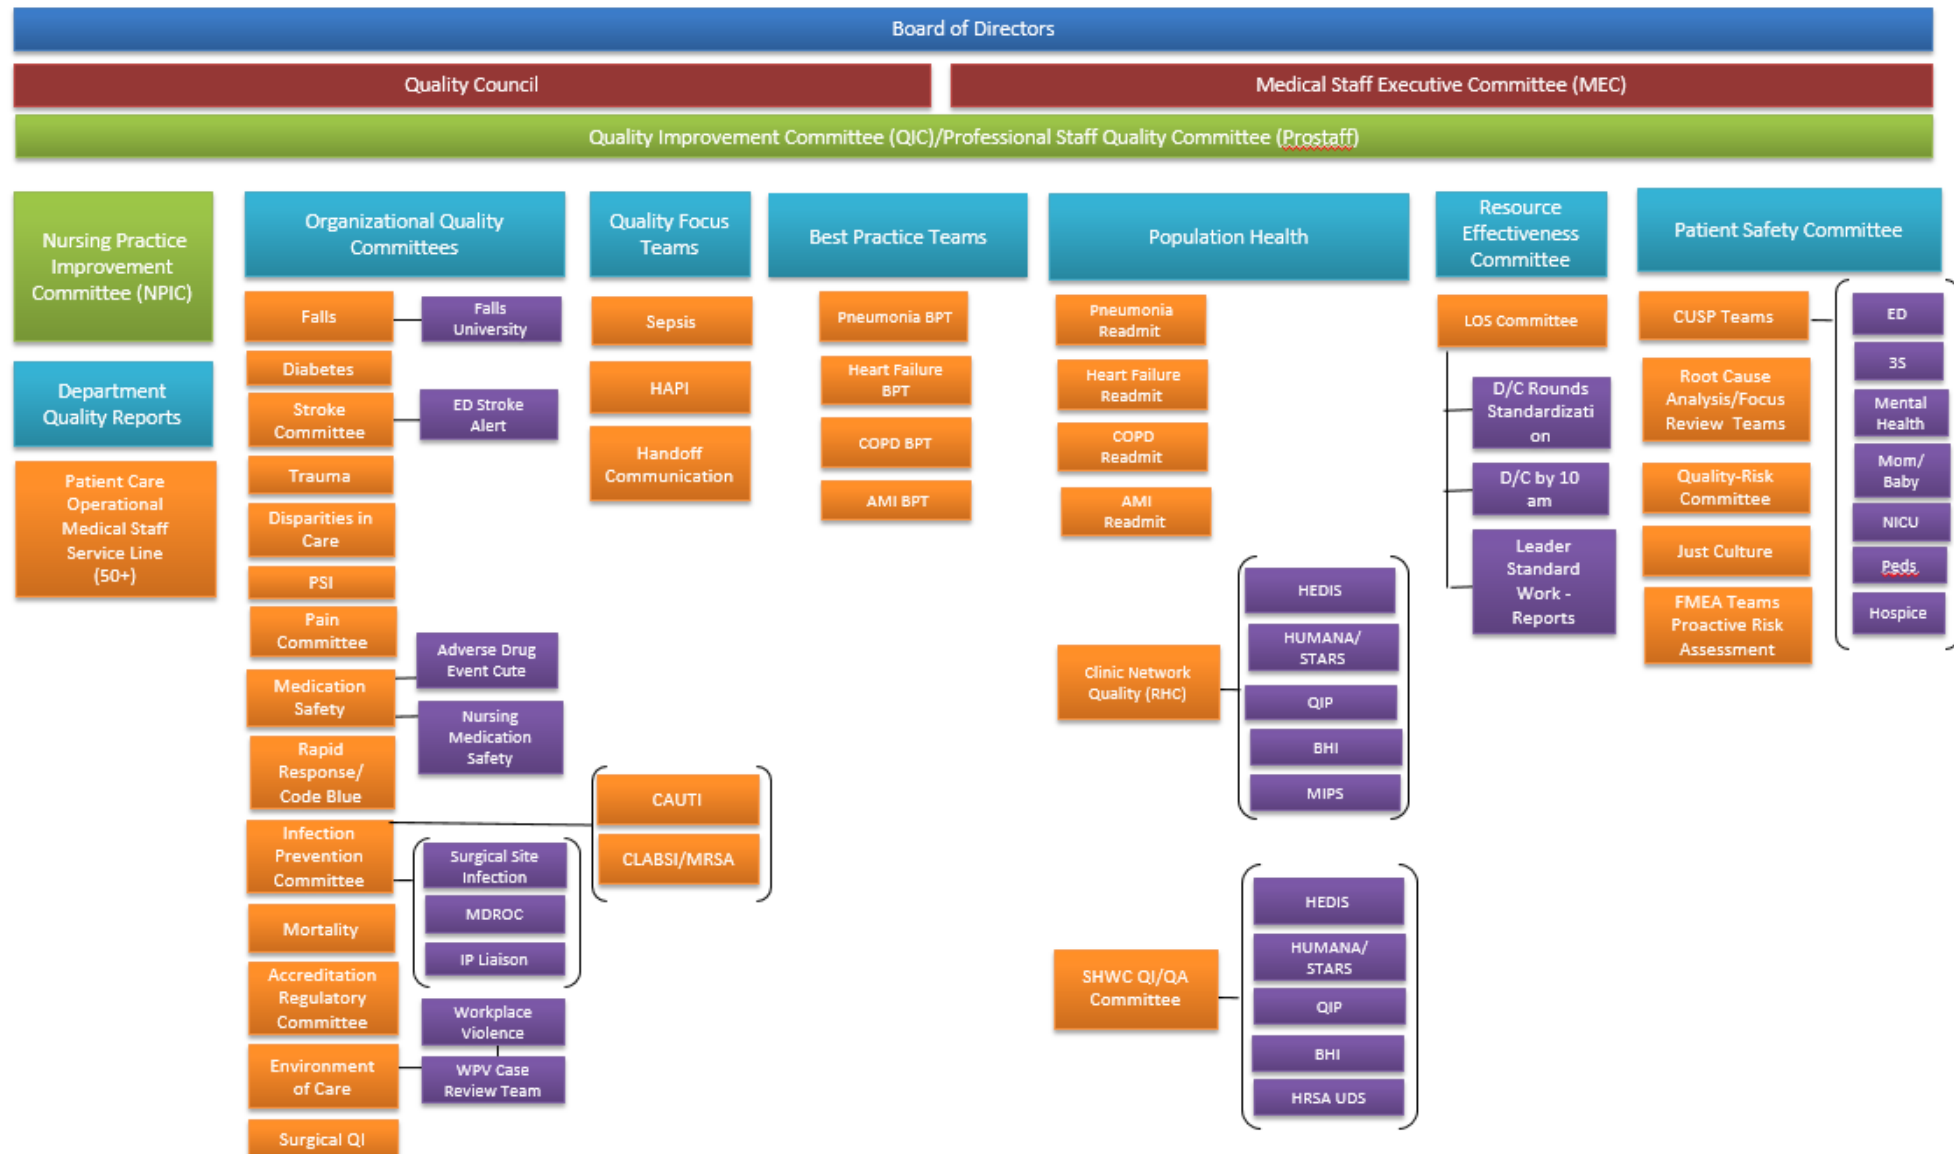 Board of Directors
Quality Council
Medical Staff Executive Committee (MEC)
Quality Improvement Committee (QIC)/Professional Staff Quality Committee (Prostaff)
Nursing Practice
Improvement
Committee (NPIC)
Department
Quality Reports
Patient Care
Operational
Medical Staff
Service Line
(50+)
Organizational Quality
Committees
Falls
Falls
University
Diabetes
Stroke
Committee
ED Stroke
Alert
Trauma
Disparities in
Care
PSI
Pain
Committee
Medication
Safety
Adverse Drug
Event Cute
Nursing
Medication
Safety
Rapid
Response/
Code Blue
Infection
Prevention
Committee
Surgical Site
Infection
MDROC
IP Liaison
Mortality
Accreditation
Regulatory
Committee
Environment
of Care
Workplace
Violence
WPV Case
Review Team
Surgical QI
Quality Focus
Teams
Sepsis
HAPI
Handoff
Communication
CAUTI
CLABSI/MRSA
Best Practice Teams
Pneumonia BPT
Heart Failure
BPT
COPD BPT
AMI BPT
Population Health
Pneumonia
Readmit
Heart Failure
Readmit
COPD
Readmit
AMI
Readmit
Clinic Network
Quality (RHC)
HEDIS
HUMANA/
STARS
QIP
BHI
MIPS
SHWC QI/QA
Committee
HEDIS
HUMANA/
STARS
QIP
BHI
HRSA UDS
Resource
Effectiveness
Committee
LOS Committee
D/C Rounds
Standardizati
on
D/C by 10
am
Leader
Standard
Work -
Reports
Patient Safety Committee
CUSP Teams
Root Cause
Analysis/Focus
Review Teams
Quality-Risk
Committee
Just Culture
FMEA Teams
Proactive Risk
Assessment
ED
3S
Mental
Health
Mom/
Baby
NICU
Peds
Hospice